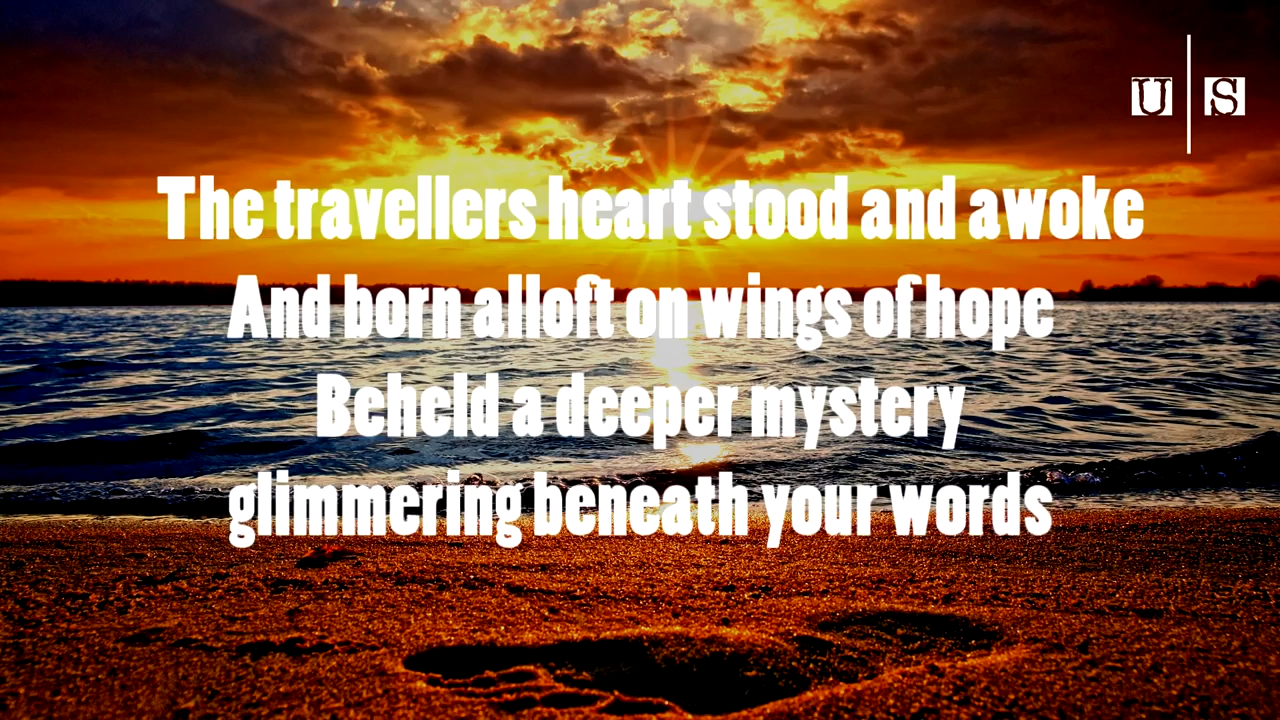 U|S
The travellers heart stood and awoke
And born alloft on wings of hope
Beheld a deeper mystery
glimmering beneath your words